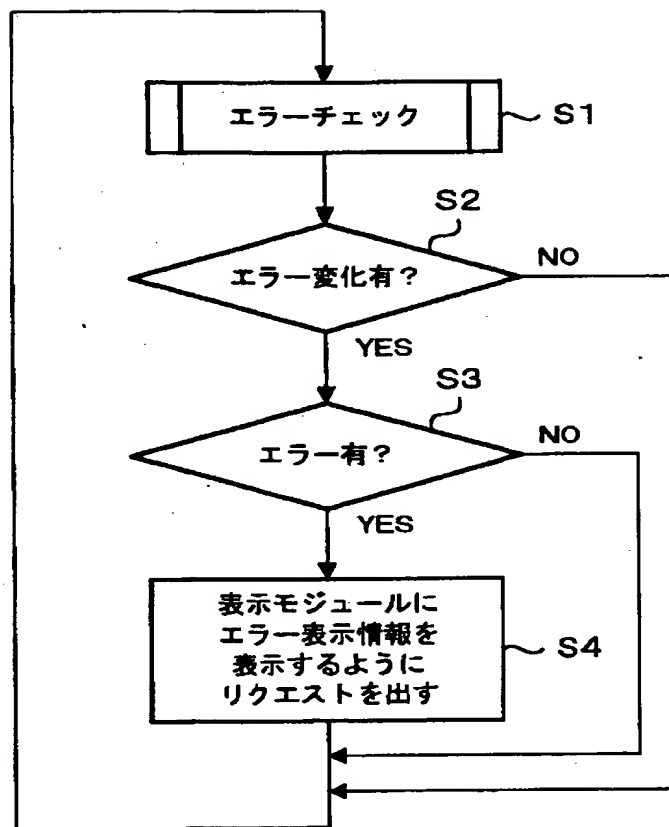 エラーチェック
S1
S2
エラー変化有?
NO
YES
S3
エラー有?
NO
YES
表示モジュールに
エラー表示情報を
表示するように
リクエストを出す
S4